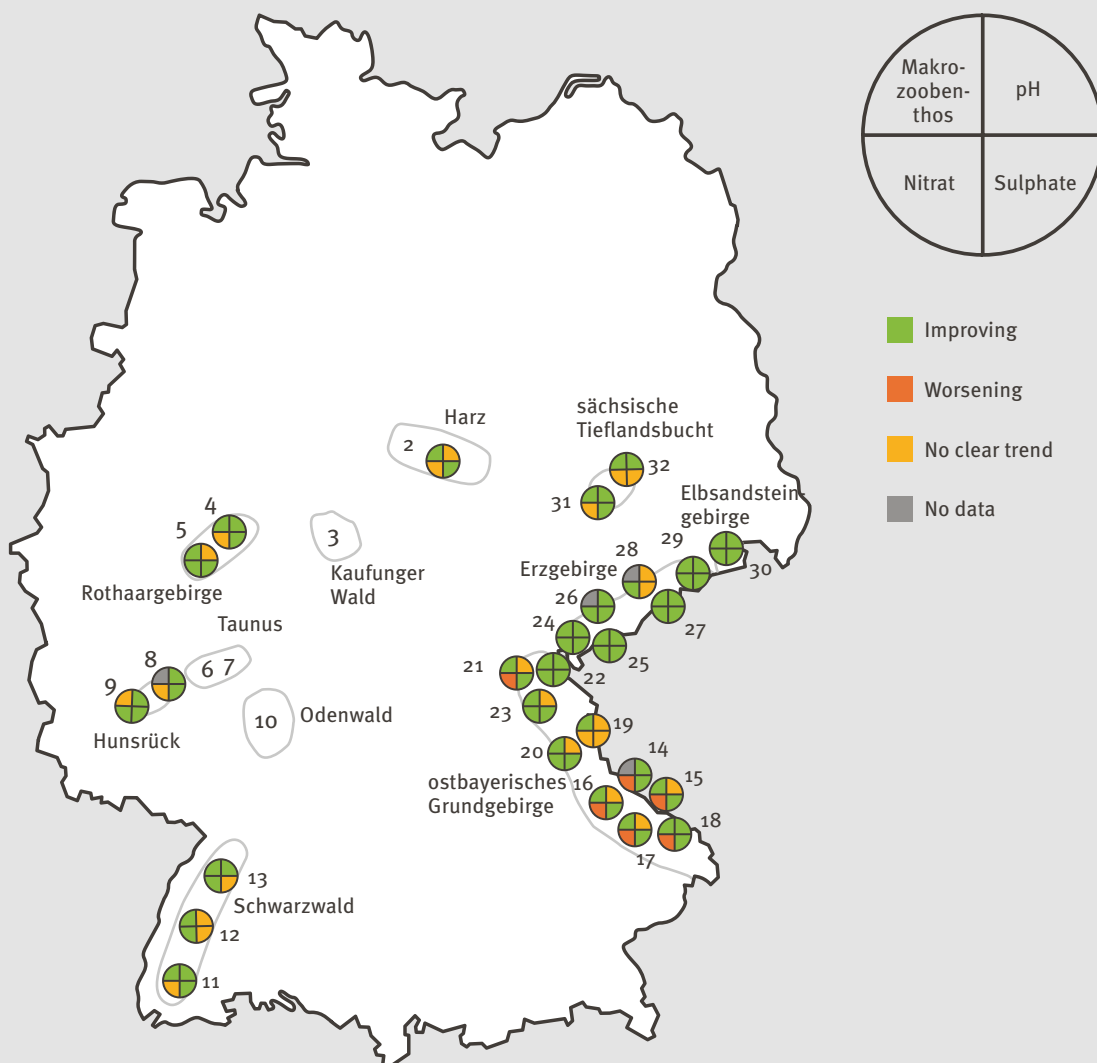 Makro-
zooben-
thos
pH
Nitrat
Sulphate
Improving
Worsening
No clear trend
No data
Harz
2
sächsische
Tieflandsbucht
32
31
Elbsandstein-
gebirge
4
5
Rothaargebirge
3
Kaufunger
Wald
29
30
28
Erzgebirge
26
27
24
25
Taunus
6 7
8
9
Hunsrück
10
Odenwald
21
22
23
19
20
ostbayerisches
Grundgebirge
16
14
15
18
17
13
Schwarzwald
12
11